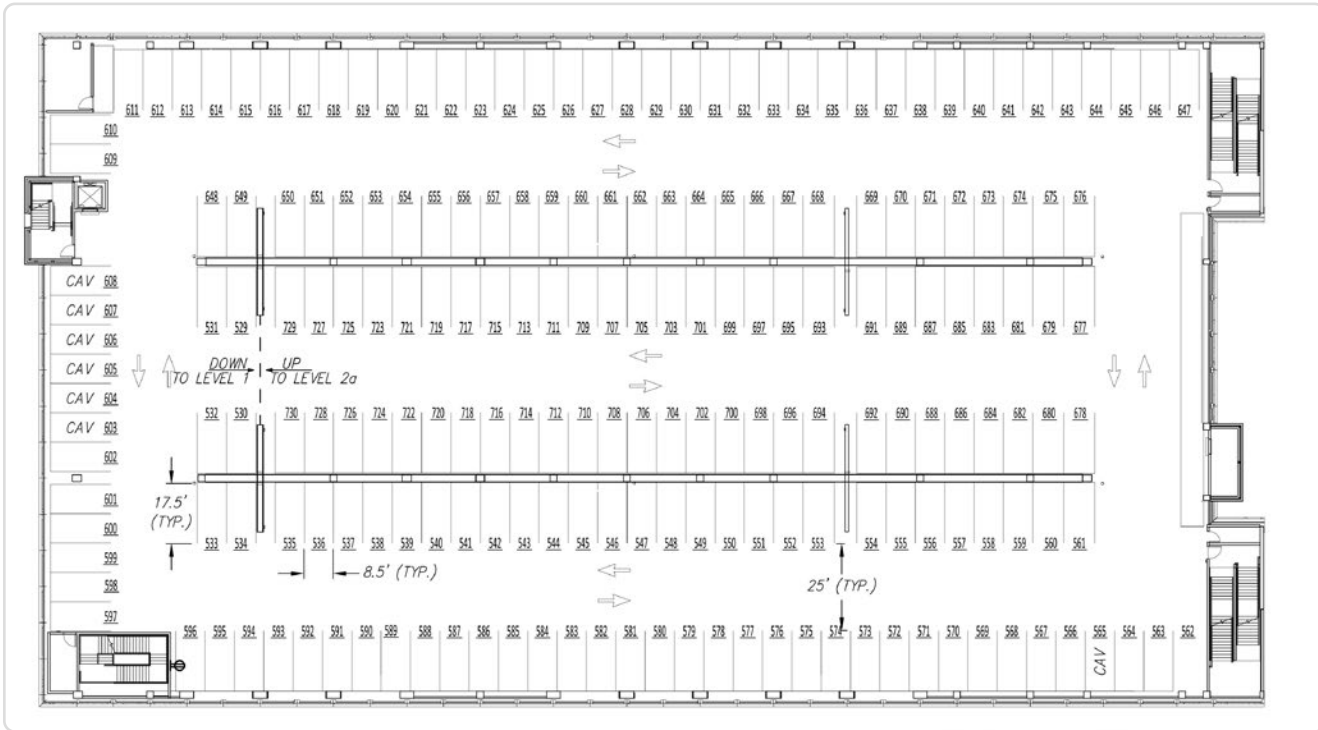 611 612 613 614 615 616 617 618 619 620 621 622 623 624 625 626 627 628 629 630 631 632 633 634 635 636 637 638 639 640 641 642 643 644 645 646 647
610
609
648 649 650 651 652 653 654 655 656 657 658 659 660 661 662 663 664 665 666 667 668 669 670 671 672 673 674 675 676
CAV 608
CAV 607
531 529 729 727 725 723 721 719 717 715 713 711 709 707 705 703 701 699 697 695 693 691 689 687 685 683 681 679 677
CAV 606
DOWN UP
CAV 605
TO LEVEL 1 TO LEVEL 2a
CAV 604
532 530 730 728 726 724 722 720 718 716 714 712 710 708 706 704 702 700 698 696 694 692 690 688 686 684 682 680 678
CAV 603
602
601
17.5'
(TYP.)
600
533 534 535 536 537 538 539 540 541 542 543 544 545 546 547 548 549 550 551 552 553 554 555 556 557 558 559 560 561
599
8.5' (TYP.)
25' (TYP.)
588
597
596 595 594 593 592 591 590 589 588 587 586 585 584 583 582 581 580 579 578 577 576 575 574 573 572 571 570 569 568 567 566 565 564 563 562
CAV